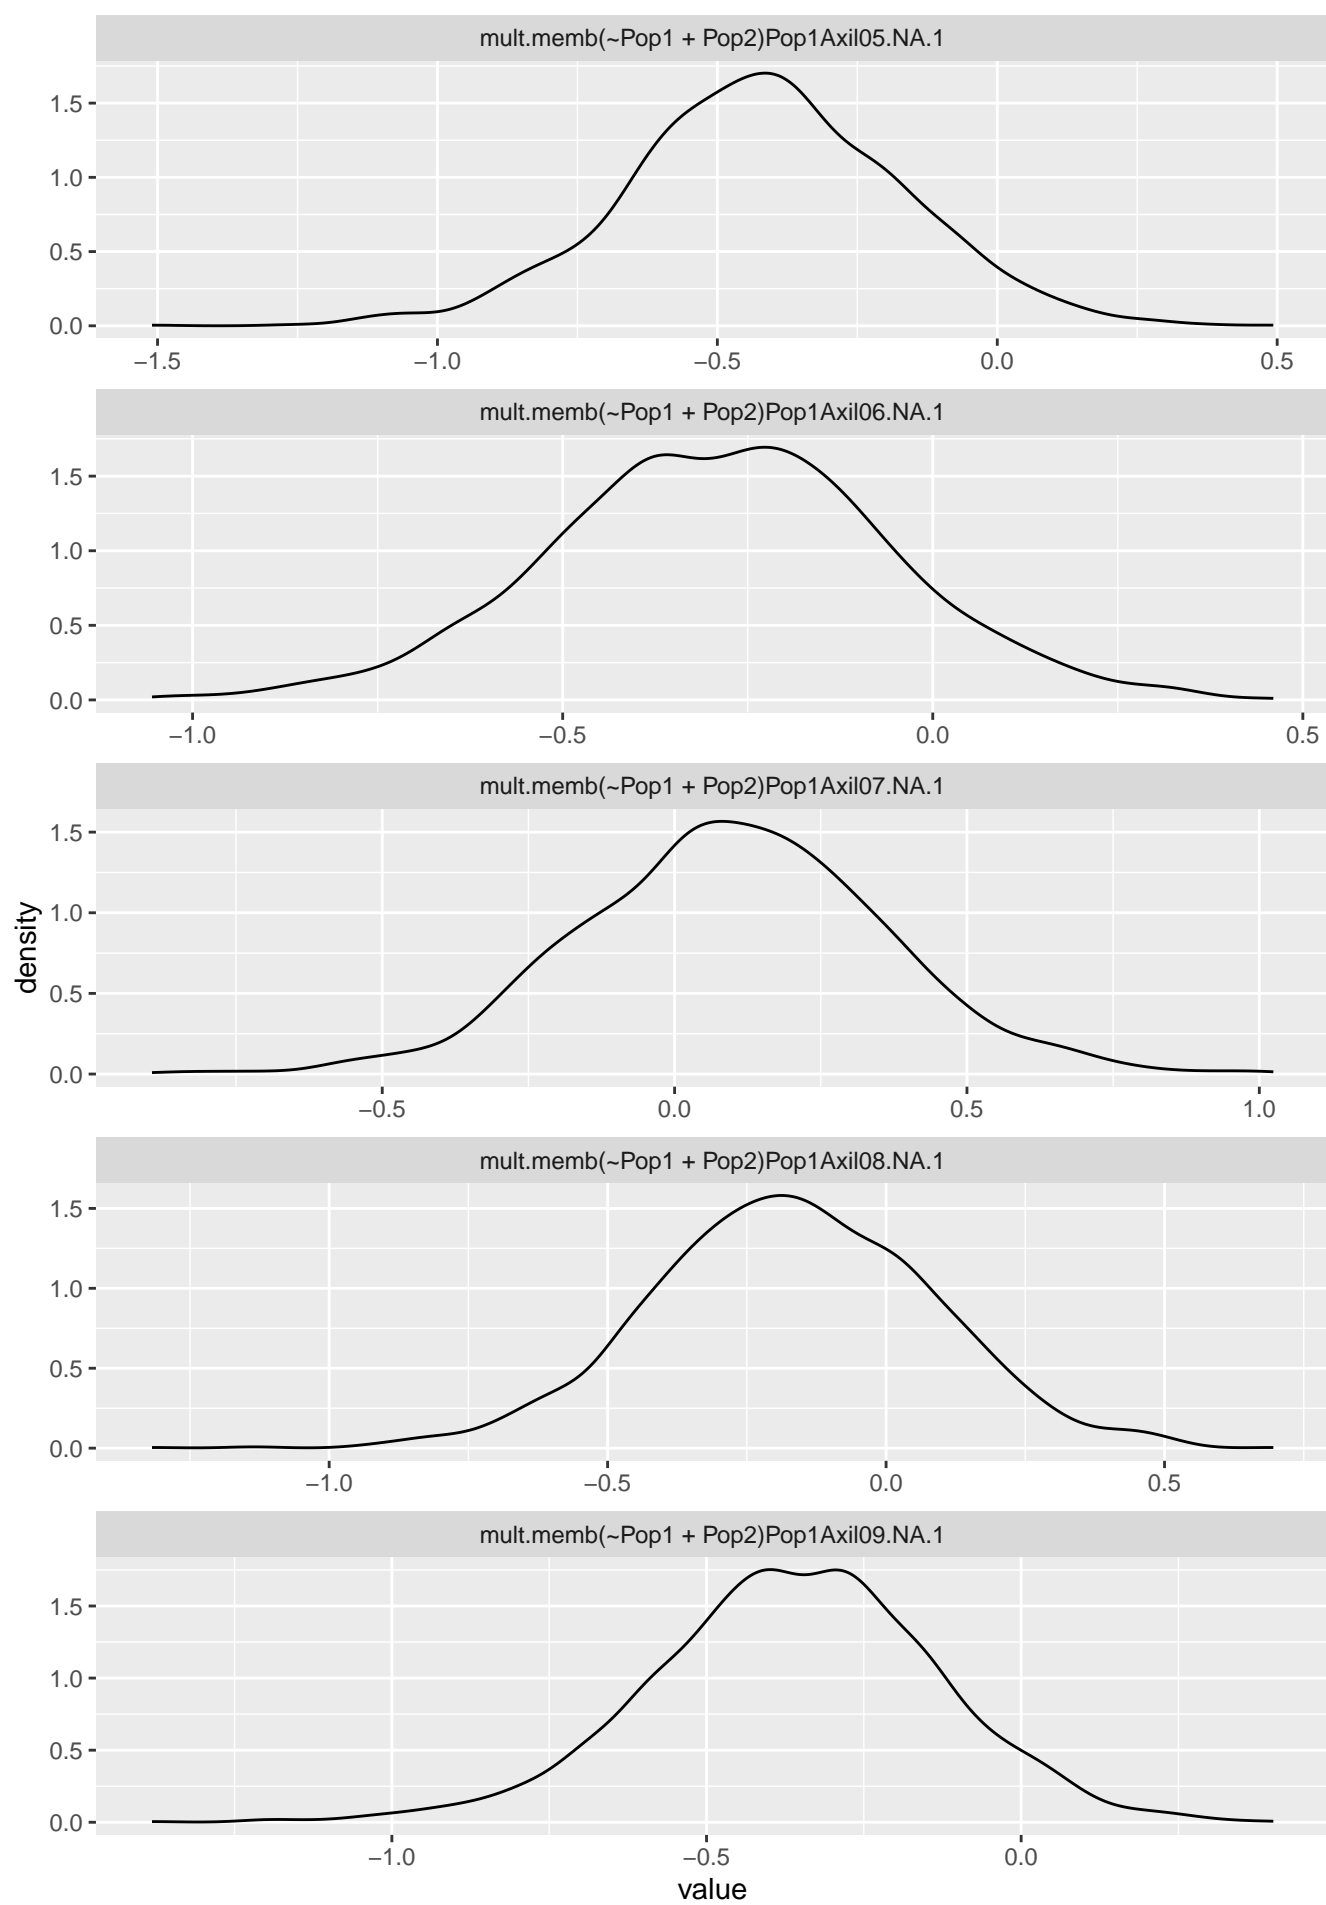 mult.memb(~Pop1 + Pop2)Pop1Axil05.NA.1
1.5
1.0
0.5
0.0
−1.5 −1.0 −0.5 0.0 0.5
mult.memb(~Pop1 + Pop2)Pop1Axil06.NA.1
1.5
1.0
0.5
0.0
−1.0 −0.5 0.0 0.5
mult.memb(~Pop1 + Pop2)Pop1Axil07.NA.1
1.5
1.0
0.5
0.0
−0.5 0.0 0.5 1.0
density
mult.memb(~Pop1 + Pop2)Pop1Axil08.NA.1
1.5
1.0
0.5
0.0
−1.0 −0.5 0.0 0.5
mult.memb(~Pop1 + Pop2)Pop1Axil09.NA.1
1.5
1.0
0.5
0.0
−1.0 −0.5 0.0
value